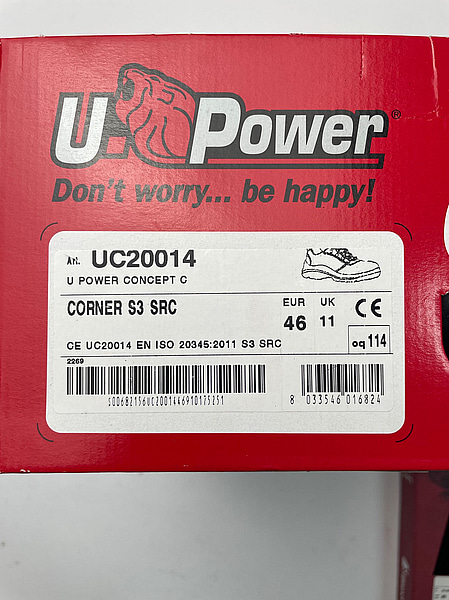 U Power®
Don't worry... be happy!
Art. UC20014
U POWER CONCEPT C
CORNER S3 SRC
EUR UK
46 11
CE
CE UC20014 EN ISO 20345:2011 S3 SRC
oq 114
2269
S006821S6UC2001446910175251
8 033546 016824